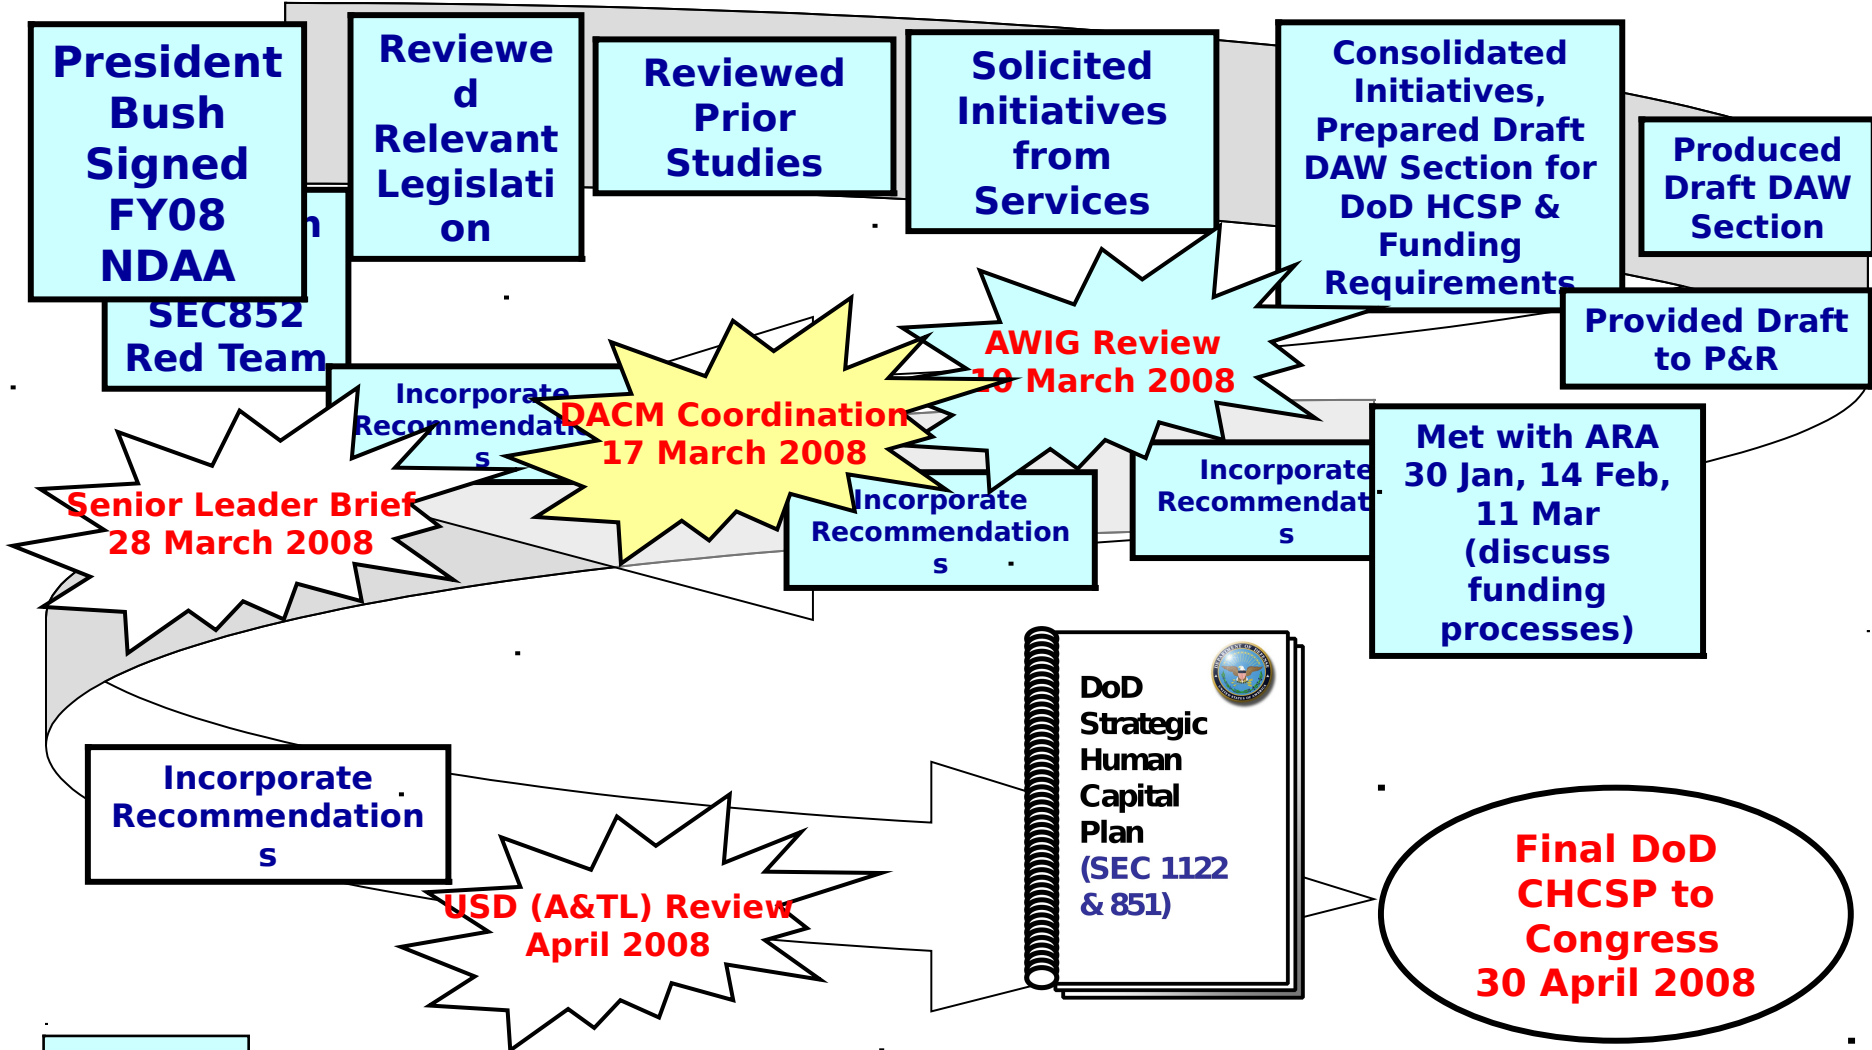 President
Bush
Signed
FY08
NDAA
SEC852
Red Team
Reviewe
d
Relevant
Legislati
on
Reviewed
Prior
Studies
Solicited
Initiatives
from
Services
Consolidated
Initiatives,
Prepared Draft
DAW Section for
DoD HCSP &
Funding
Requirements
Produced
Draft DAW
Section
Provided Draft
to P&R
Met with ARA
30 Jan, 14 Feb,
11 Mar
(discuss
funding
processes)
AWIG Review
10 March 2008
Incorporate
Recommendat
s
Incorporate
Recommendation
s
DACM Coordination
17 March 2008
Incorporate
Recommendati
s
Senior Leader Brief
28 March 2008
Incorporate
Recommendation
s
USD (A&TL) Review
April 2008
DoD
Strategic
Human
Capital
Plan
(SEC 1122
& 851)
Final DoD
CHCSP to
Congress
30 April 2008